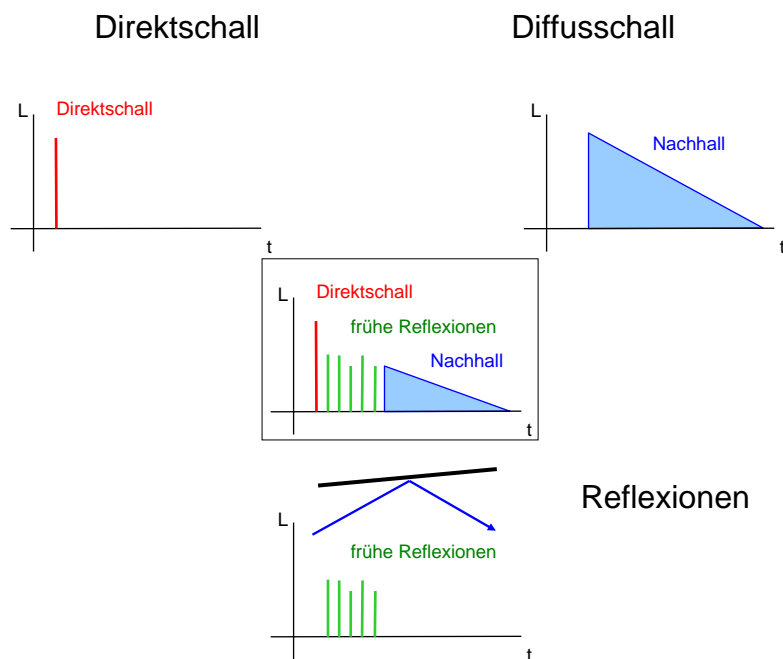 Direktschall
Diffusschall
L
Direktschall
t
L
Nachhall
t
L
Direktschall
frühe Reflexionen
Nachhall
t
Reflexionen
L
frühe Reflexionen
t